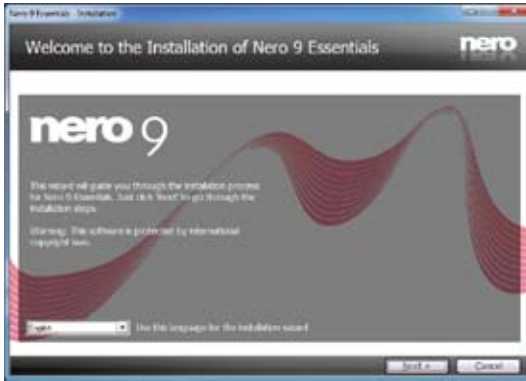 Nero 9 Essentials - Installation
Welcome to the Installation of Nero 9 Essentials
nero
nero 9
This wizard will guide you through the installation process
for Nero 9 Essentials. Just click 'Next' to go through the
installation steps.
Warning: This software is protected by international
copyright laws.
English
Use this language for the installation wizard
Next >
Cancel